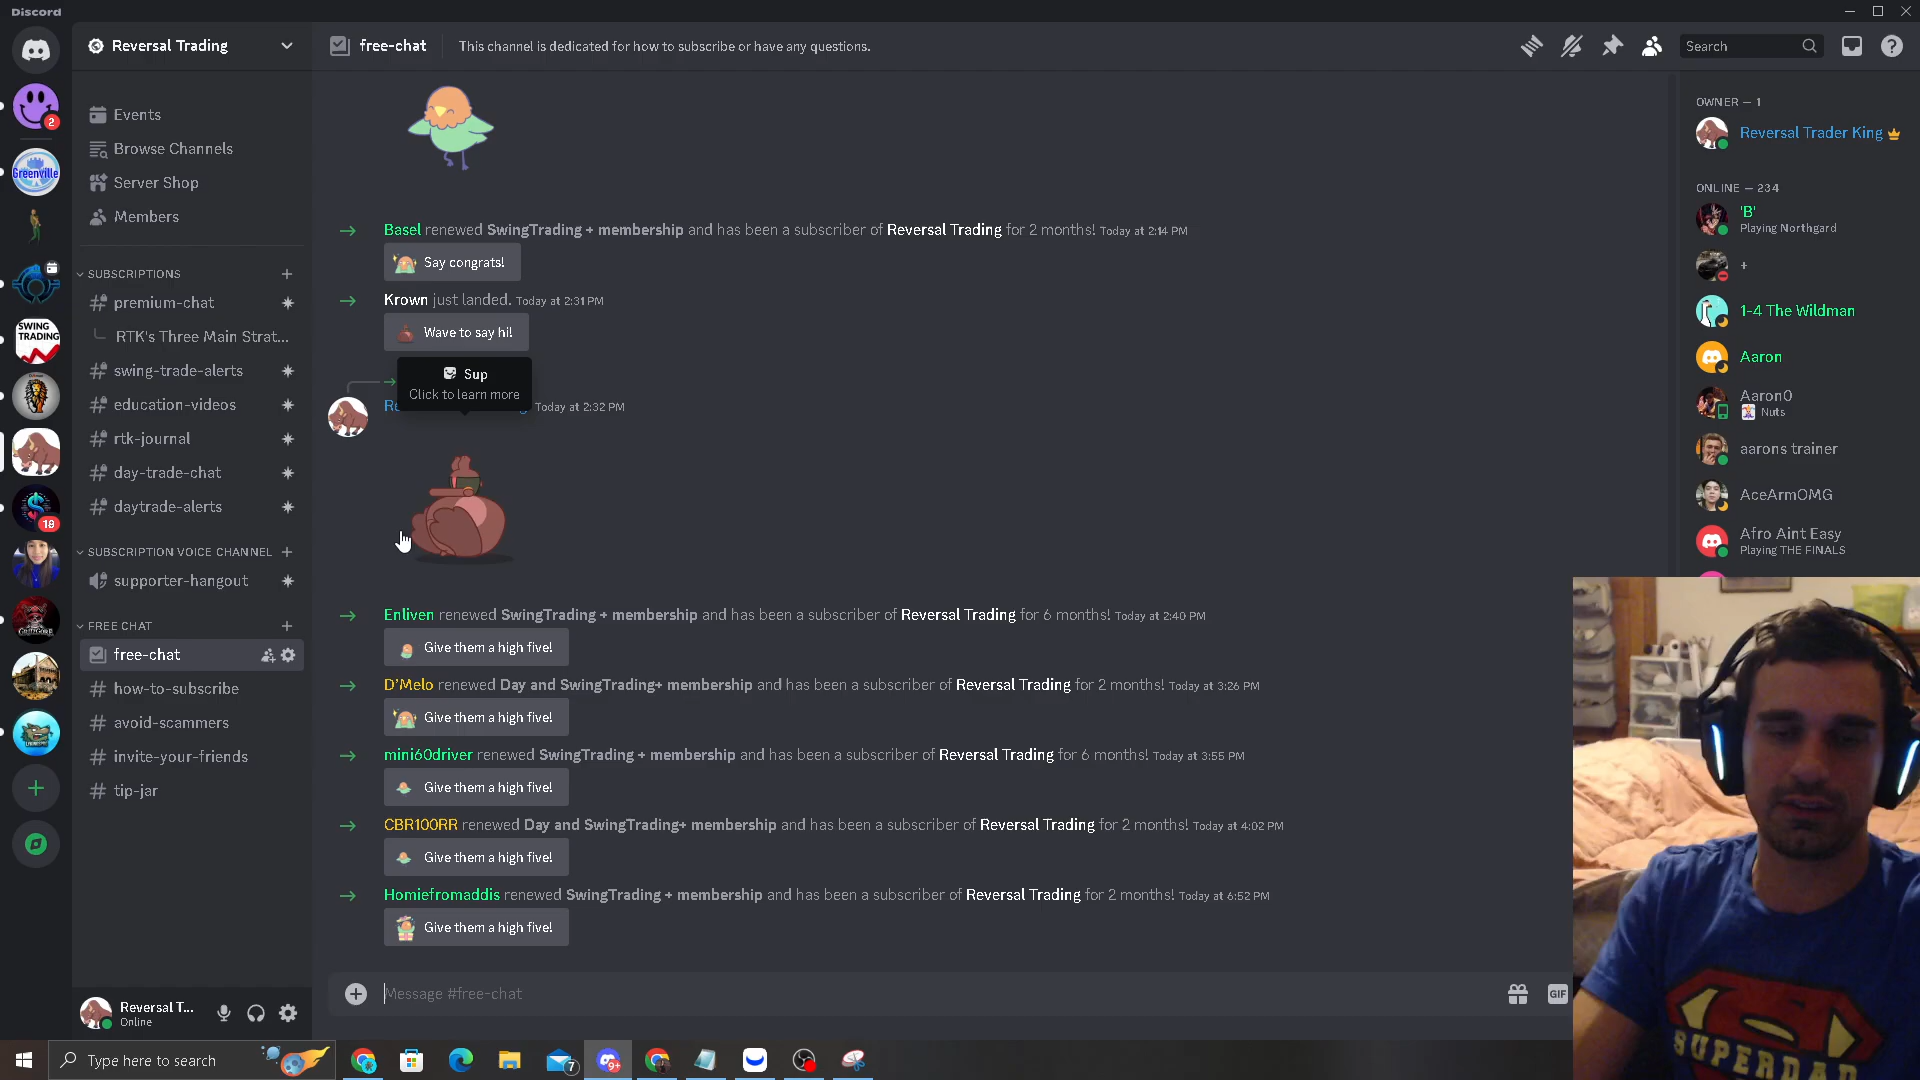 Discord
Reversal Trading
free-chat
This channel is dedicated for how to subscribe or have any questions.
Search
2
Greenville
SWING
TRADING
18
Events
Browse Channels
Server Shop
Members
SUBSCRIPTIONS
premium-chat
RTK's Three Main Strat...
swing-trade-alerts
education-videos
rtk-journal
day-trade-chat
daytrade-alerts
SUBSCRIPTION VOICE CHANNEL
supporter-hangout
FREE CHAT
free-chat
how-to-subscribe
avoid-scammers
invite-your-friends
tip-jar
Reversal T...
Online
Basel renewed SwingTrading + membership and has been a subscriber of Reversal Trading for 2 months! Today at 2:14 PM
Say congrats!
Krown just landed. Today at 2:31 PM
Wave to say hi!
Sup
Click to learn more
Today at 2:32 PM
Enliven renewed SwingTrading + membership and has been a subscriber of Reversal Trading for 6 months! Today at 2:40 PM
Give them a high five!
D'Melo renewed Day and SwingTrading+ membership and has been a subscriber of Reversal Trading for 2 months! Today at 3:26 PM
Give them a high five!
mini60driver renewed SwingTrading + membership and has been a subscriber of Reversal Trading for 6 months! Today at 3:55 PM
Give them a high five!
CBR100RR renewed Day and SwingTrading+ membership and has been a subscriber of Reversal Trading for 2 months! Today at 4:02 PM
Give them a high five!
Homiefromaddis renewed SwingTrading + membership and has been a subscriber of Reversal Trading for 2 months! Today at 6:52 PM
Give them a high five!
Message #free-chat
GIF
OWNER — 1
Reversal Trader King
ONLINE — 234
'B'
Playing Northgard
+
1-4 The Wildman
Aaron
Aaron0
Nuts
aarons trainer
AceArmOMG
Afro Aint Easy
Playing THE FINALS
SUPERDAD
Type here to search
7
9+